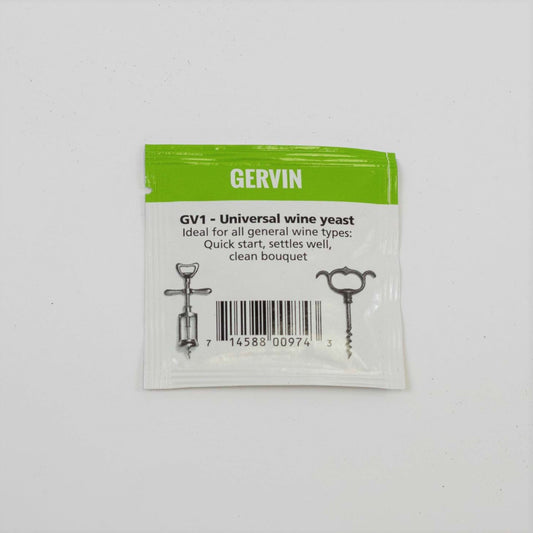 GERVIN
GV1 - Universal wine yeast
Ideal for all general wine types:
Quick start, settles well,
clean bouquet
7 14588 00974 3